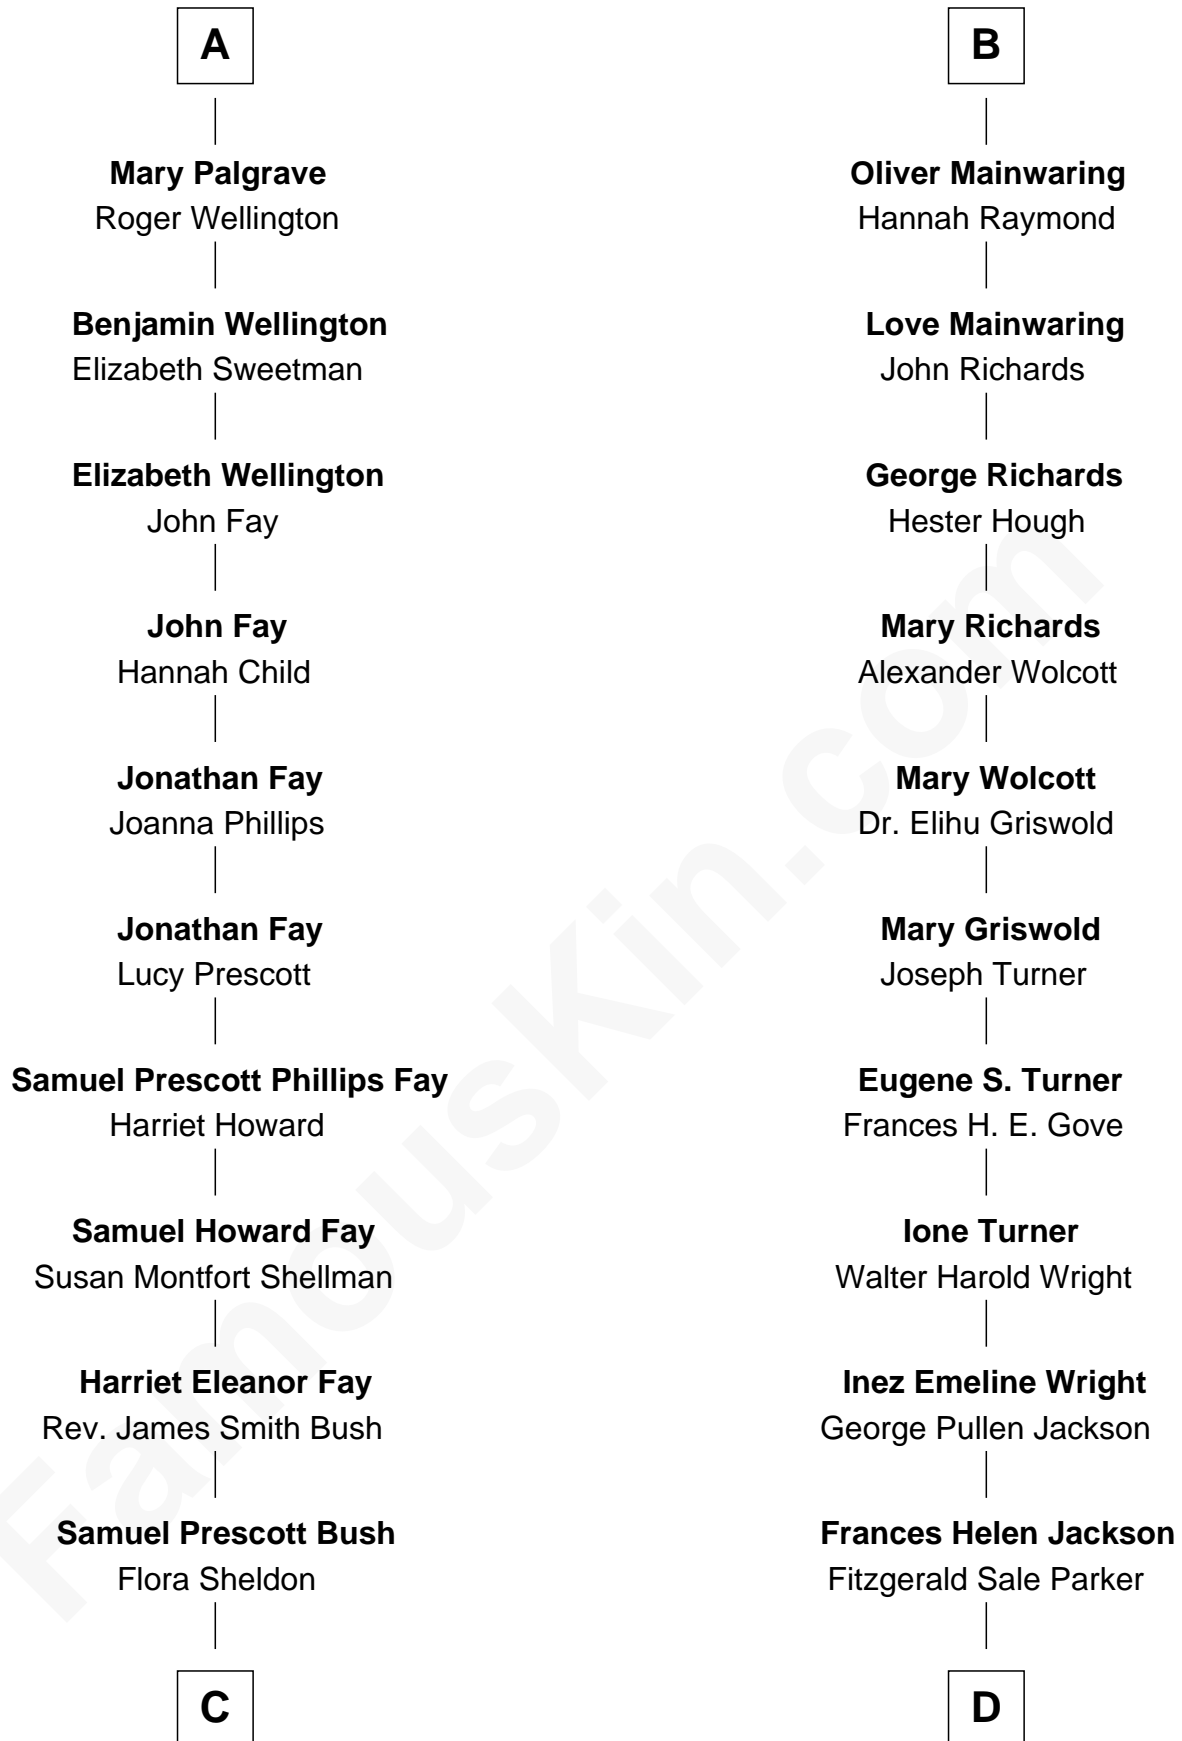 A
Mary Palgrave
Roger Wellington
Benjamin Wellington
Elizabeth Sweetman
Elizabeth Wellington
John Fay
John Fay
Hannah Child
Jonathan Fay
Joanna Phillips
Jonathan Fay
Lucy Prescott
Samuel Prescott Phillips Fay
Harriet Howard
Samuel Howard Fay
Susan Montfort Shellman
Harriet Eleanor Fay
Rev. James Smith Bush
Samuel Prescott Bush
Flora Sheldon
C
B
Oliver Mainwaring
Hannah Raymond
Love Mainwaring
John Richards
George Richards
Hester Hough
Mary Richards
Alexander Wolcott
Mary Wolcott
Dr. Elihu Griswold
Mary Griswold
Joseph Turner
Eugene S. Turner
Frances H. E. Gove
Ione Turner
Walter Harold Wright
Inez Emeline Wright
George Pullen Jackson
Frances Helen Jackson
Fitzgerald Sale Parker
D
FamousKin.com